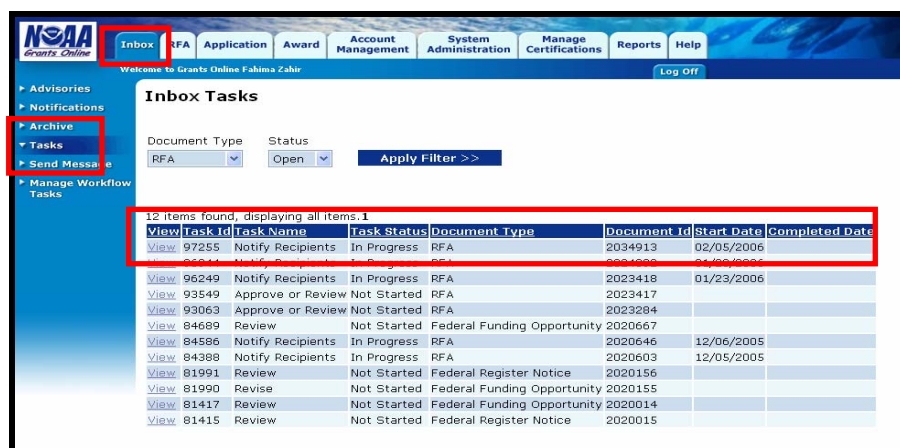 NOAA
Grants Online
Inbox RFA Application Award Account Management System Administration Manage Certifications Reports Help
Welcome to Grants Online Fahima Zahir Log Off
Advisories
Notifications
Archive
Tasks
Send Message
Manage Workflow Tasks
Inbox Tasks
Document Type Status
RFA Open Apply Filter >>
12 items found, displaying all items.1
View Task Id Task Name Task Status Document Type Document Id Start Date Completed Date
View 97255 Notify Recipients In Progress RFA 2034913 02/05/2006
View Notify Recipients In Progress RFA
View 96249 Notify Recipients In Progress RFA 2023418 01/23/2006
View 93549 Approve or Review Not Started RFA 2023417
View 93063 Approve or Review Not Started RFA 2023284
View 84689 Review Not Started Federal Funding Opportunity 2020667
View 84586 Notify Recipients In Progress RFA 2020646 12/06/2005
View 84388 Notify Recipients In Progress RFA 2020603 12/05/2005
View 81991 Review Not Started Federal Register Notice 2020156
View 81990 Revise Not Started Federal Funding Opportunity 2020155
View 81417 Review Not Started Federal Funding Opportunity 2020014
View 81415 Review Not Started Federal Register Notice 2020015